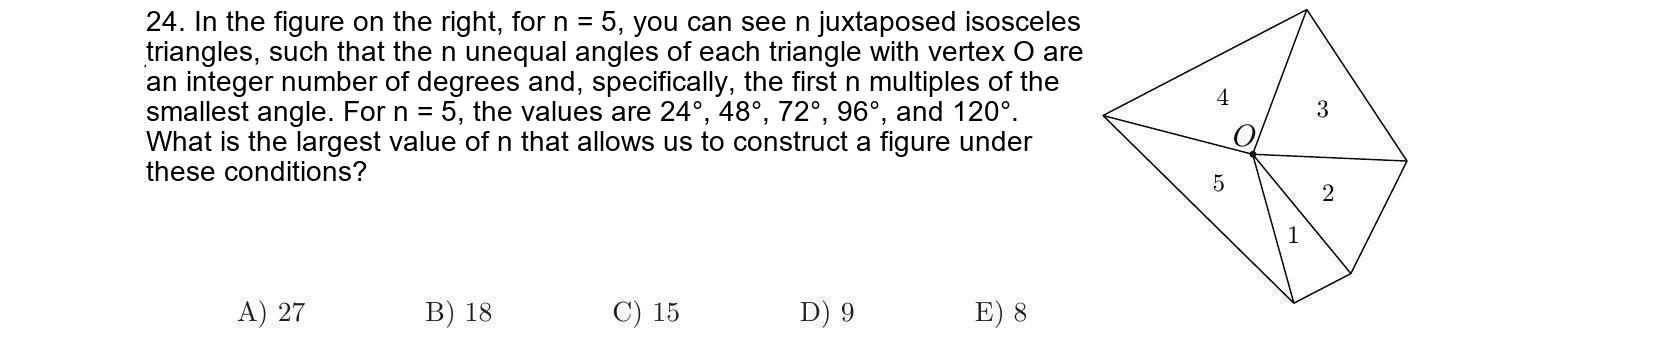 24. In the figure on the right, for n = 5, you can see n juxtaposed isosceles
triangles, such that the n unequal angles of each triangle with vertex O are
an integer number of degrees and, specifically, the first n multiples of the
smallest angle. For n = 5, the values are 24°, 48°, 72°, 96°, and 120°.
What is the largest value of n that allows us to construct a figure under
these conditions?
4
3
O
5
2
1
A) 27 B) 18 C) 15 D) 9 E) 8